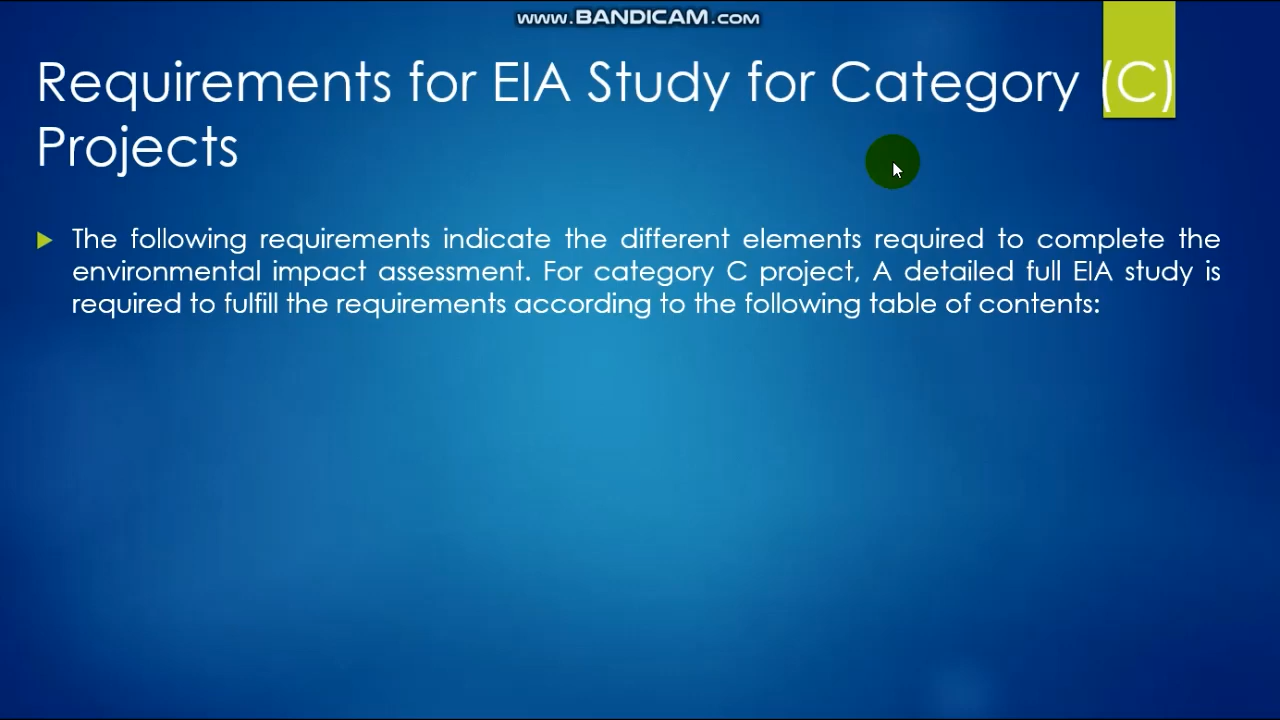 www.BANDICAM.com
Requirements for EIA Study for Category (C)
Projects
The following requirements indicate the different elements required to complete the
environmental impact assessment. For category C project, A detailed full EIA study is
required to fulfill the requirements according to the following table of contents: